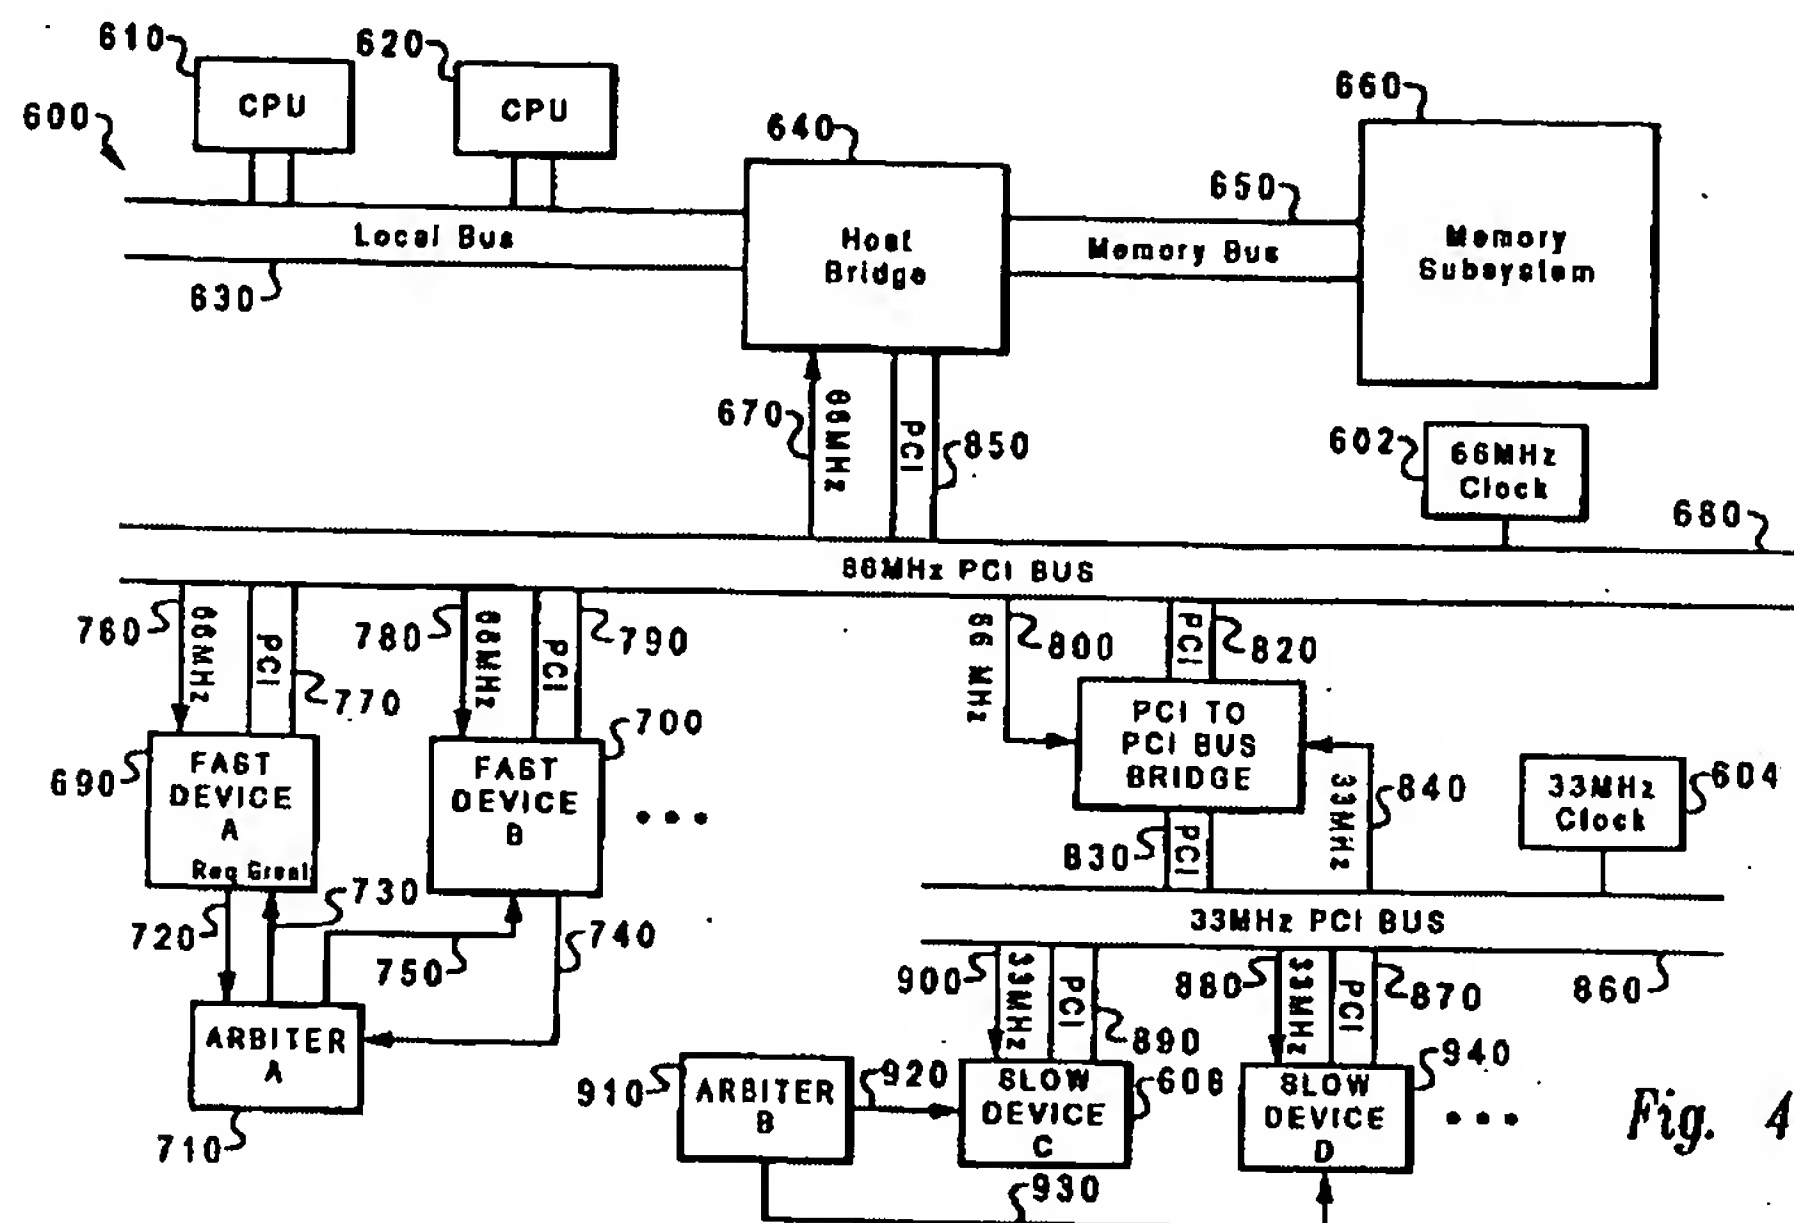 610
CPU
620
CPU
600
640
660
650
Local Bus
Host
Bridge
Memory Bus
Memory
Subsystem
630
670
66MHz
PCI
850
602
66MHz
Clock
680
66MHz PCI BUS
760
66MHz
PCI
770
780
66MHz
PCI
790
66 MHz
800
PCI
820
690
FAST
DEVICE
A
Req Grant
700
FAST
DEVICE
B
•••
PCI TO
PCI BUS
BRIDGE
33MHz
840
33MHz
Clock
604
830
PCI
720
730
750
740
33MHz PCI BUS
900
33MHz
PCI
890
880
33MHz
PCI
870
860
ARBITER
A
710
910
ARBITER
B
920
SLOW
DEVICE
C
606
SLOW
DEVICE
D
940
•••
930
Fig. 4